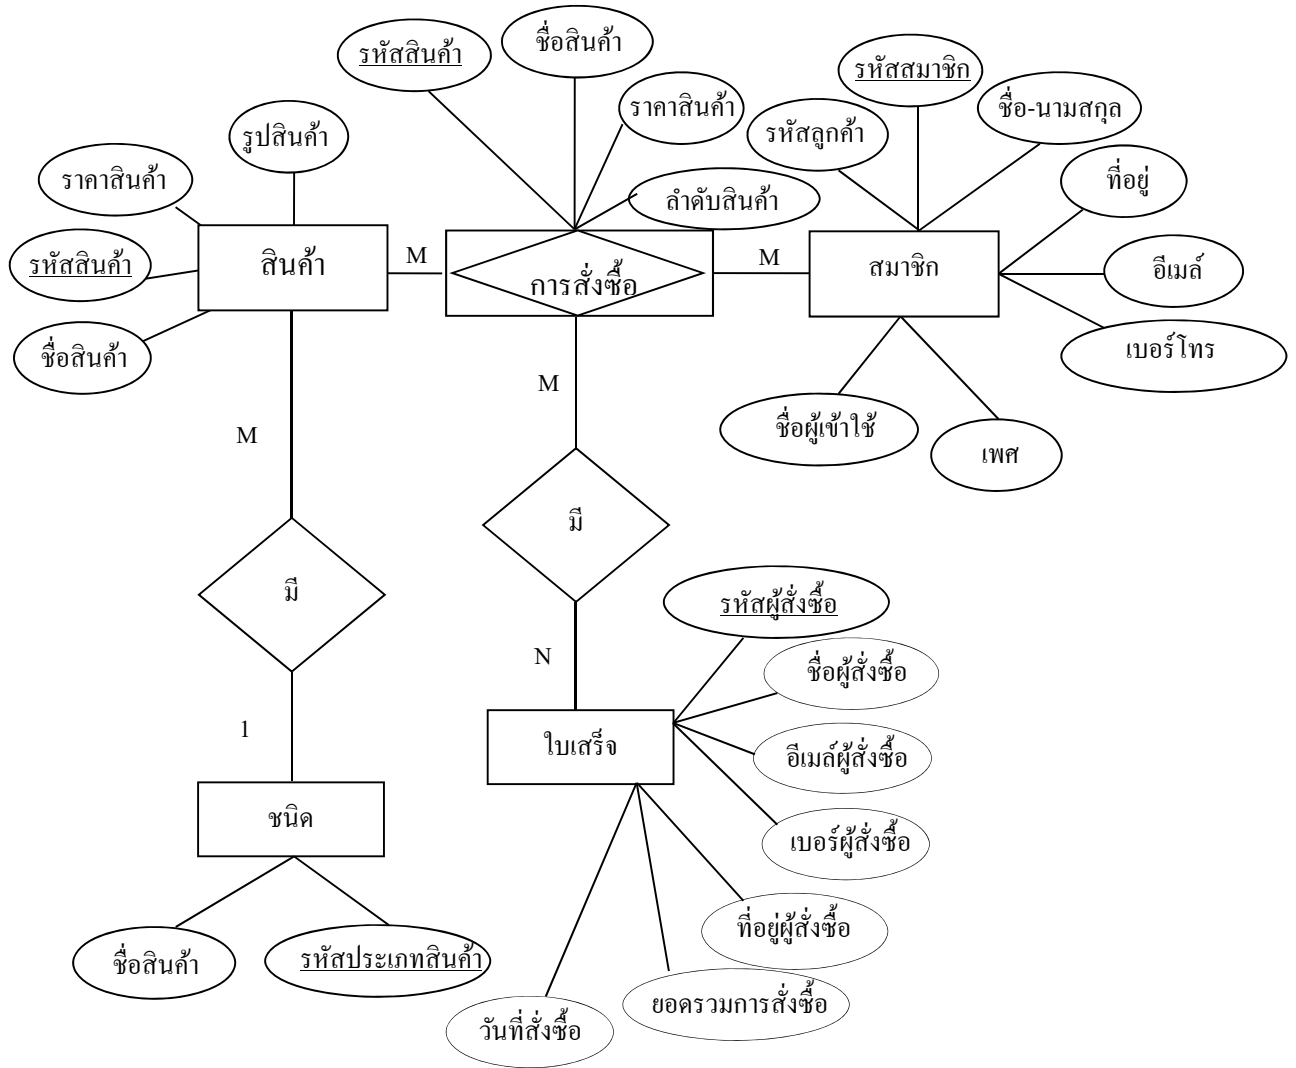 รหัสสินค้า
ชื่อสินค้า
ราคาสินค้า
ลำดับสินค้า
รหัสสมาชิก
ชื่อ-นามสกุล
รหัสลูกค้า
ที่อยู่
อีเมล์
เบอร์โทร
รูปสินค้า
ราคาสินค้า
รหัสสินค้า
ชื่อสินค้า
สินค้า
M
การสั่งซื้อ
M
สมาชิก
ชื่อผู้เข้าใช้
เพศ
M
M
มี
มี
1
N
ชนิด
ใบเสร็จ
รหัสผู้สั่งซื้อ
ชื่อผู้สั่งซื้อ
อีเมล์ผู้สั่งซื้อ
เบอร์ผู้สั่งซื้อ
ที่อยู่ผู้สั่งซื้อ
ยอดรวมการสั่งซื้อ
วันที่สั่งซื้อ
ชื่อสินค้า
รหัสประเภทสินค้า